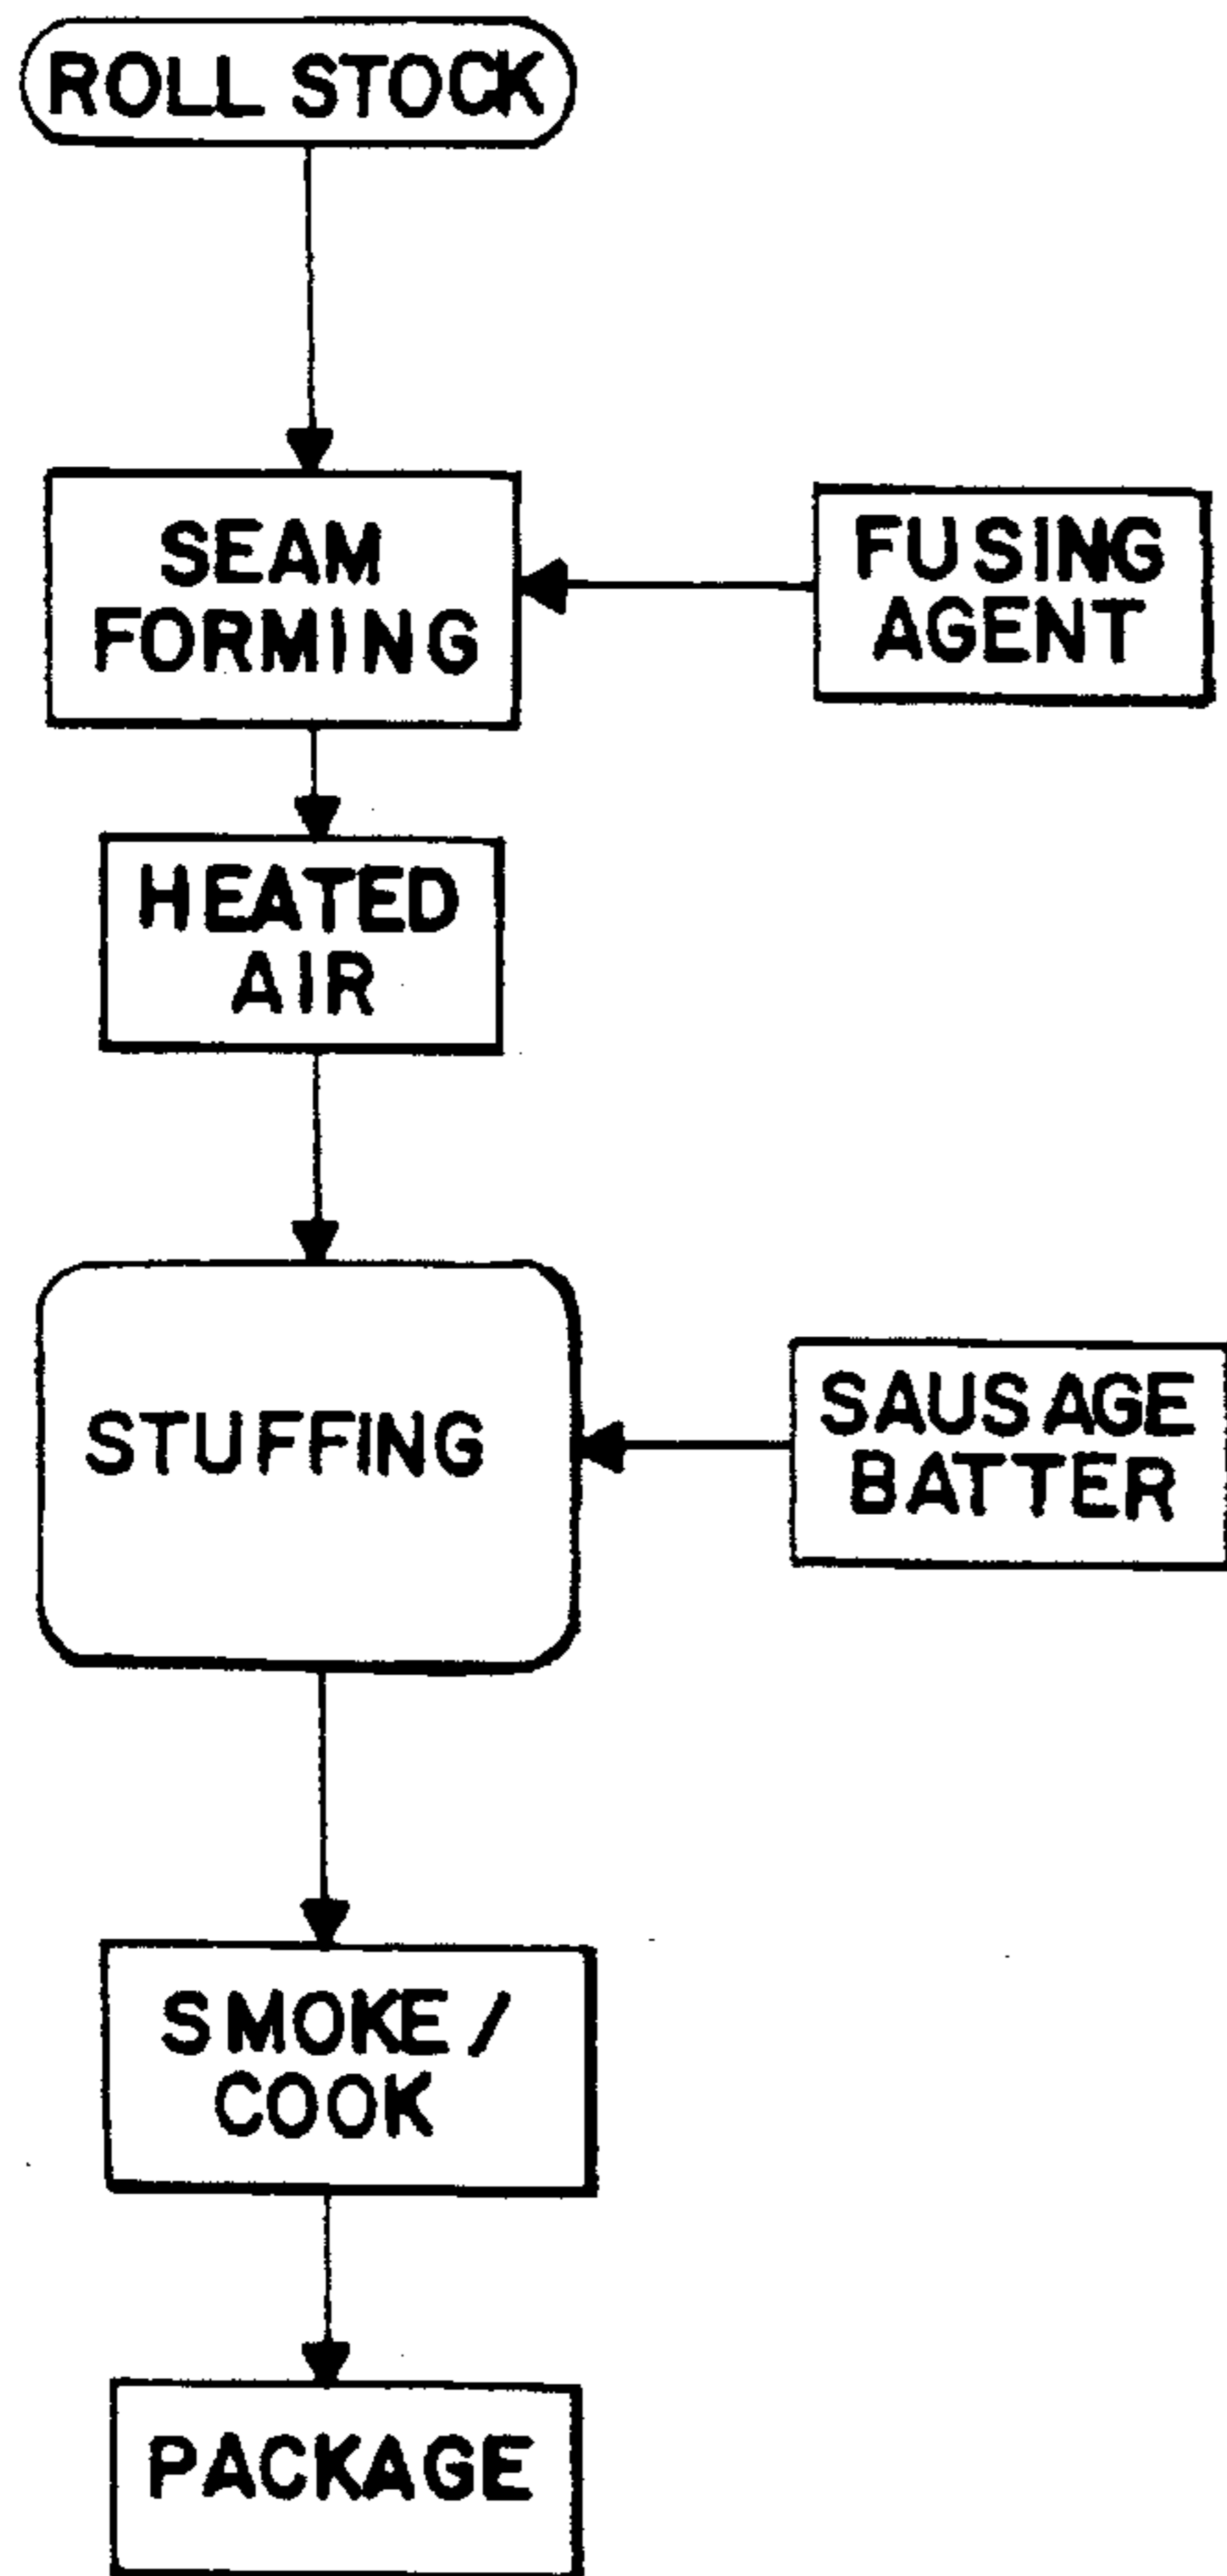 ROLL STOCK
SEAM
FORMING
FUSING
AGENT
HEATED
AIR
STUFFING
SAUSAGE
BATTER
SMOKE/
COOK
PACKAGE